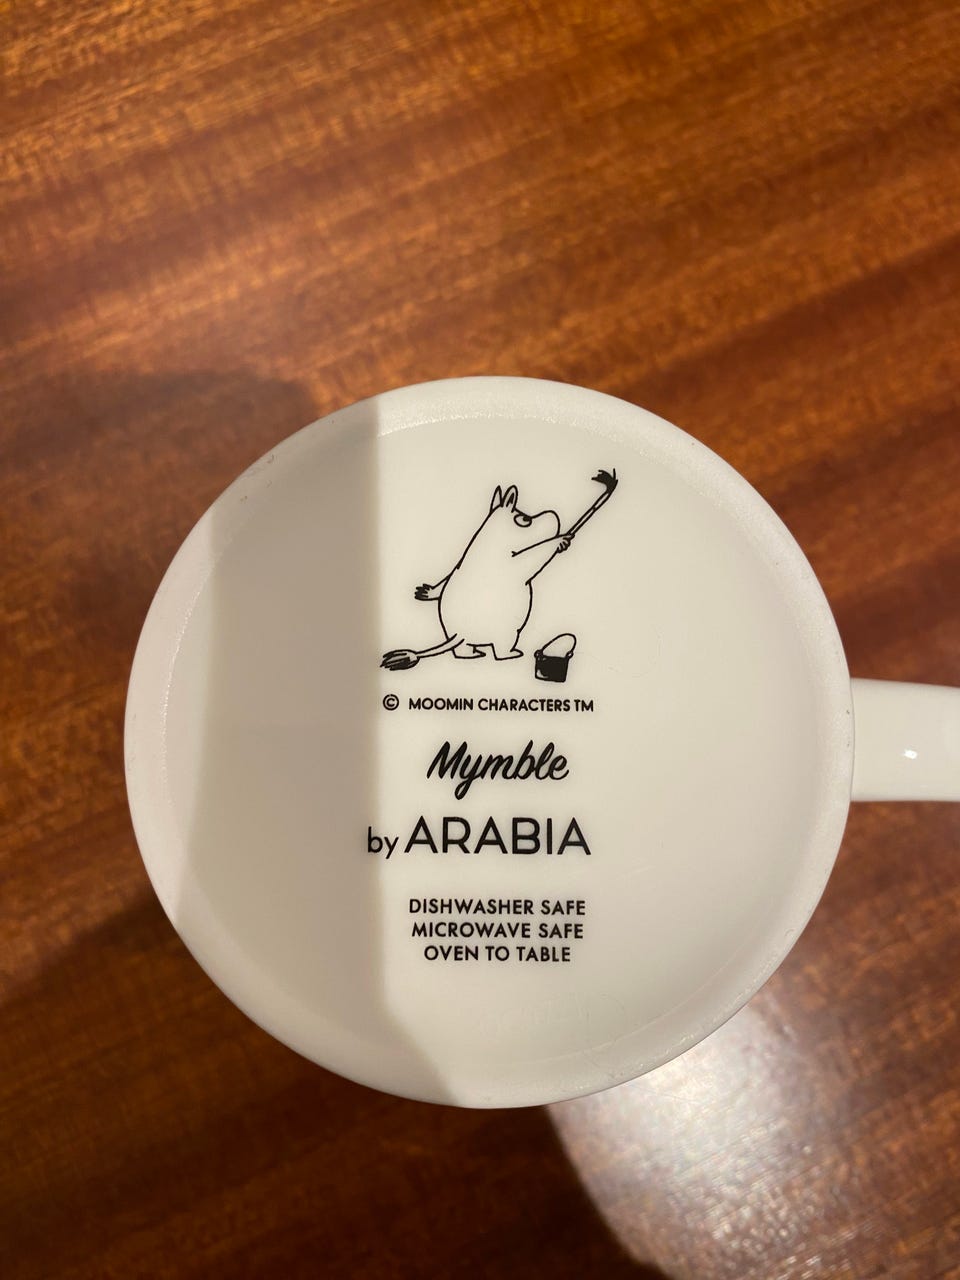 © MOOMIN CHARACTERS TM
Mymble
by ARABIA
DISHWASHER SAFE
MICROWAVE SAFE
OVEN TO TABLE